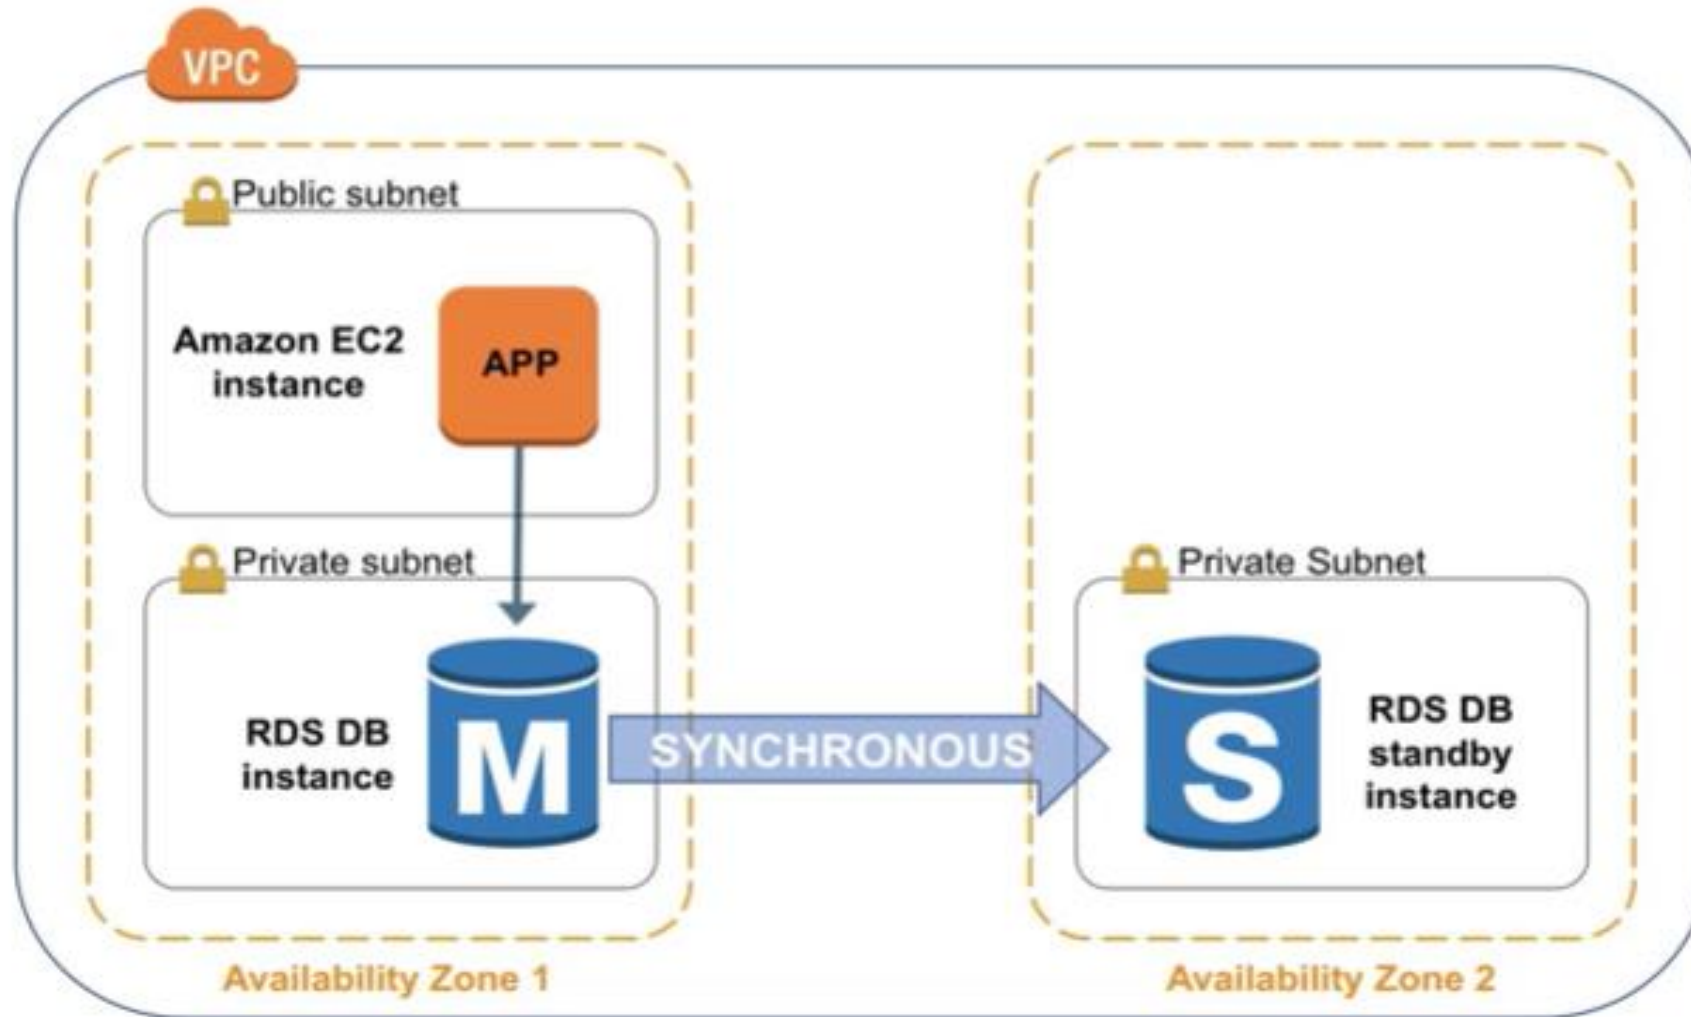 VPC
Public subnet
Amazon EC2
instance
APP
Private subnet
RDS DB
instance
M
SYNCHRONOUS
Private Subnet
S
RDS DB
standby
instance
Availability Zone 1
Availability Zone 2